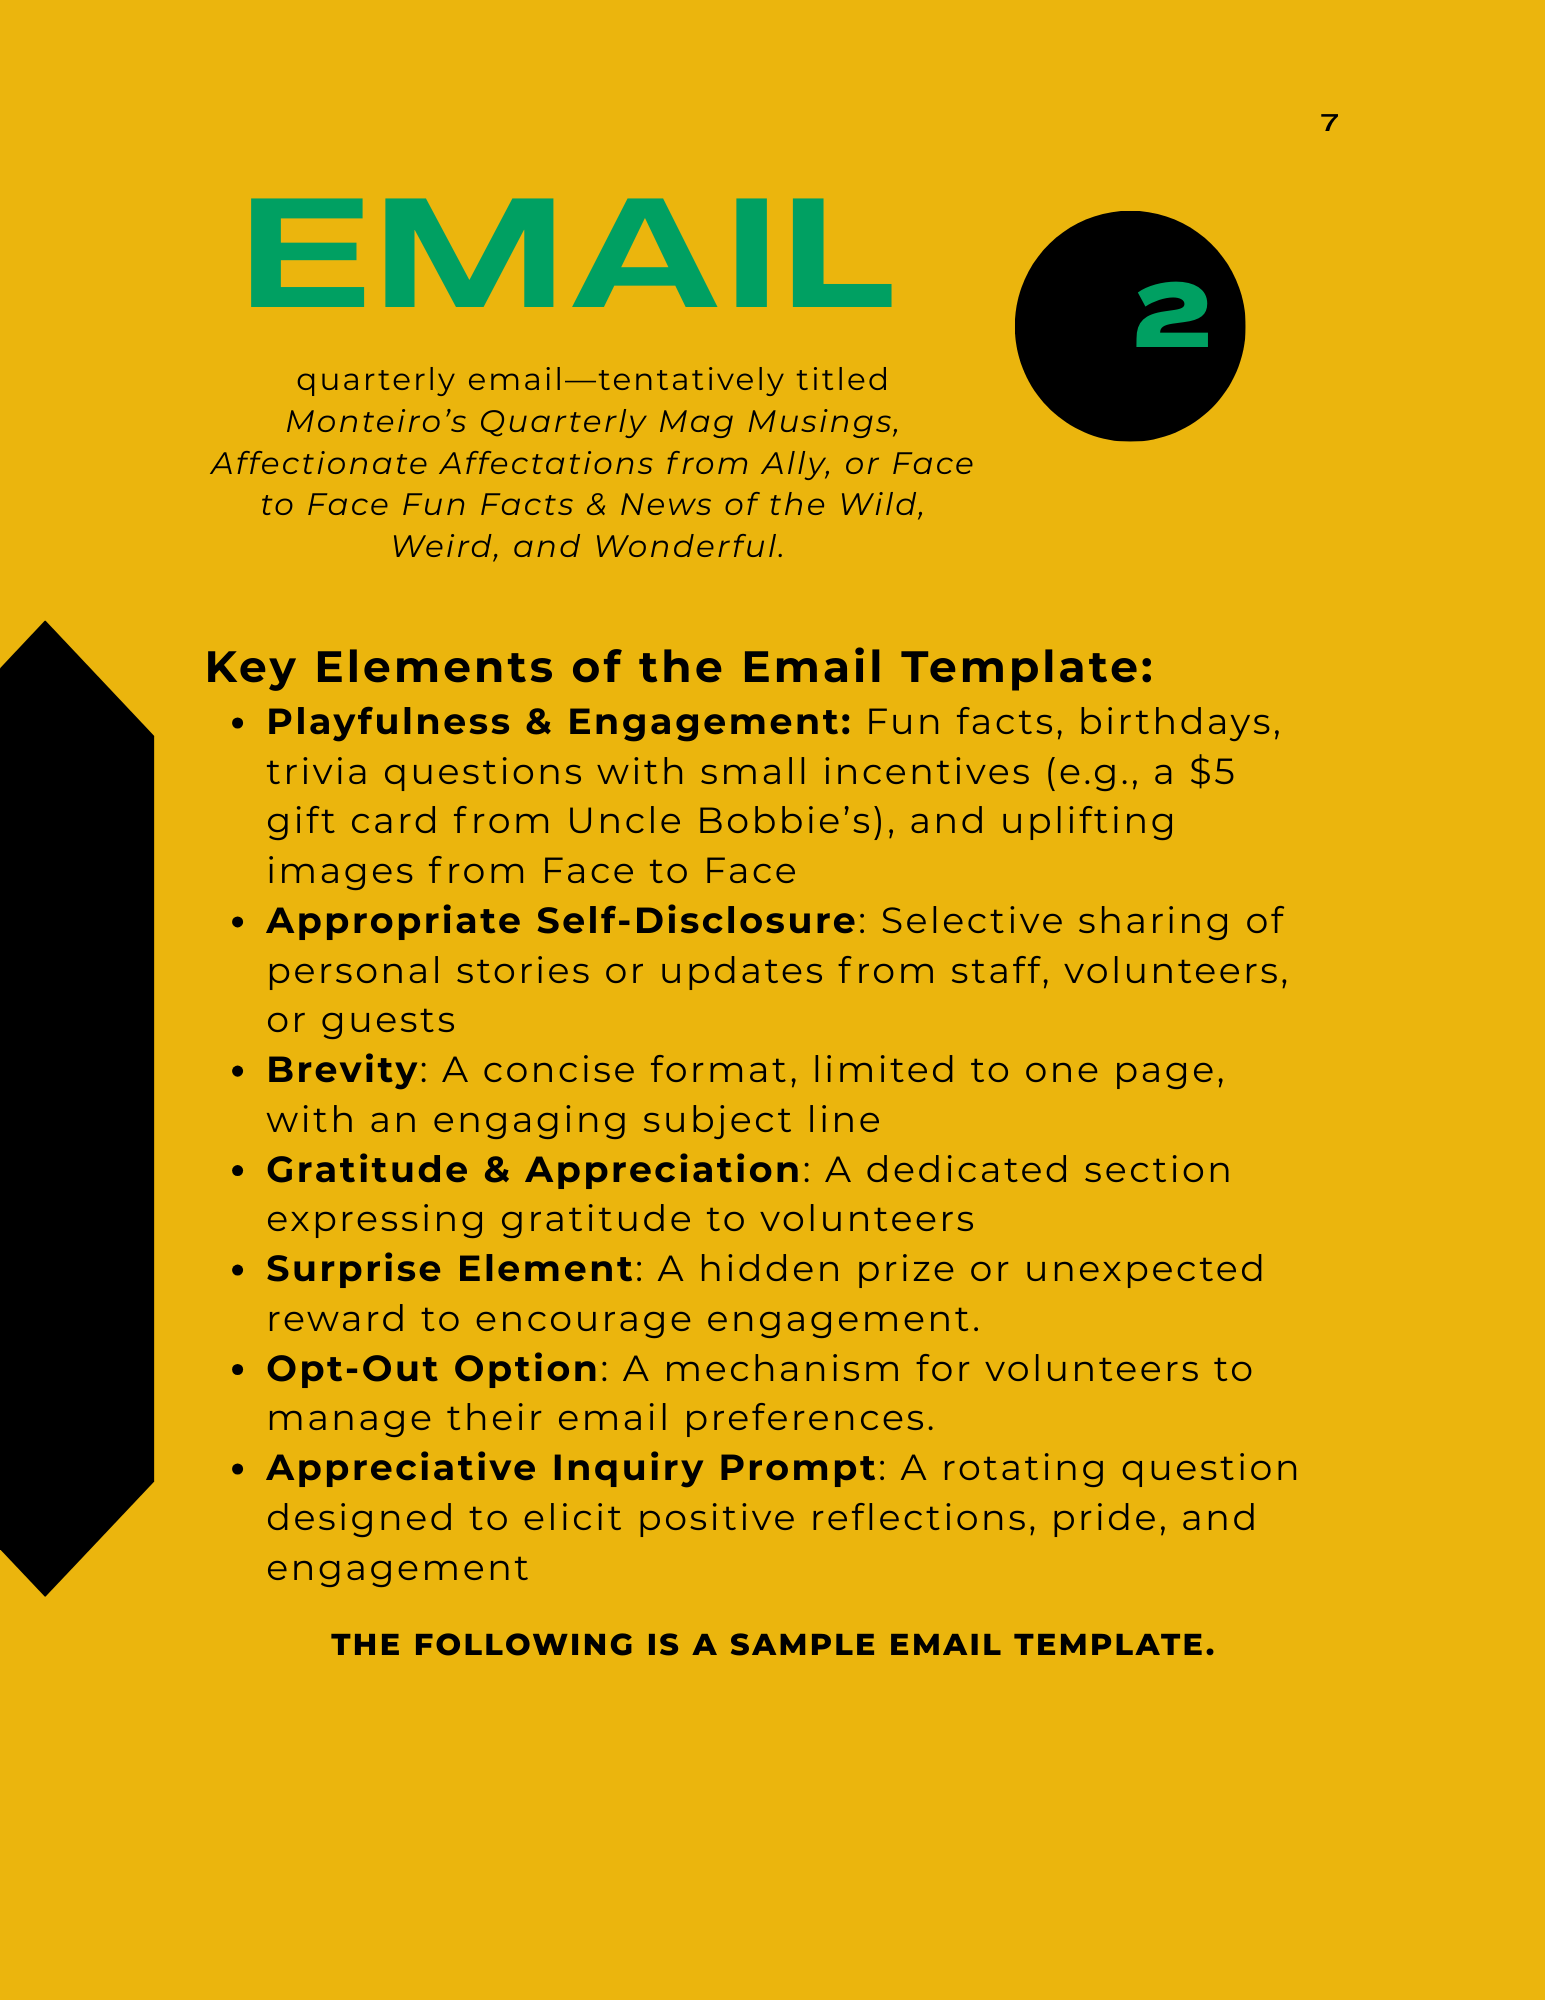 7
EMAIL
2
quarterly email—tentatively titled
Monteiro’s Quarterly Mag Musings,
Affectionate Affectations from Ally, or Face
to Face Fun Facts & News of the Wild,
Weird, and Wonderful.
Key Elements of the Email Template:
• Playfulness & Engagement: Fun facts, birthdays,
trivia questions with small incentives (e.g., a $5
gift card from Uncle Bobbie’s), and uplifting
images from Face to Face
• Appropriate Self-Disclosure: Selective sharing of
personal stories or updates from staff, volunteers,
or guests
• Brevity: A concise format, limited to one page,
with an engaging subject line
• Gratitude & Appreciation: A dedicated section
expressing gratitude to volunteers
• Surprise Element: A hidden prize or unexpected
reward to encourage engagement.
• Opt-Out Option: A mechanism for volunteers to
manage their email preferences.
• Appreciative Inquiry Prompt: A rotating question
designed to elicit positive reflections, pride, and
engagement
THE FOLLOWING IS A SAMPLE EMAIL TEMPLATE.